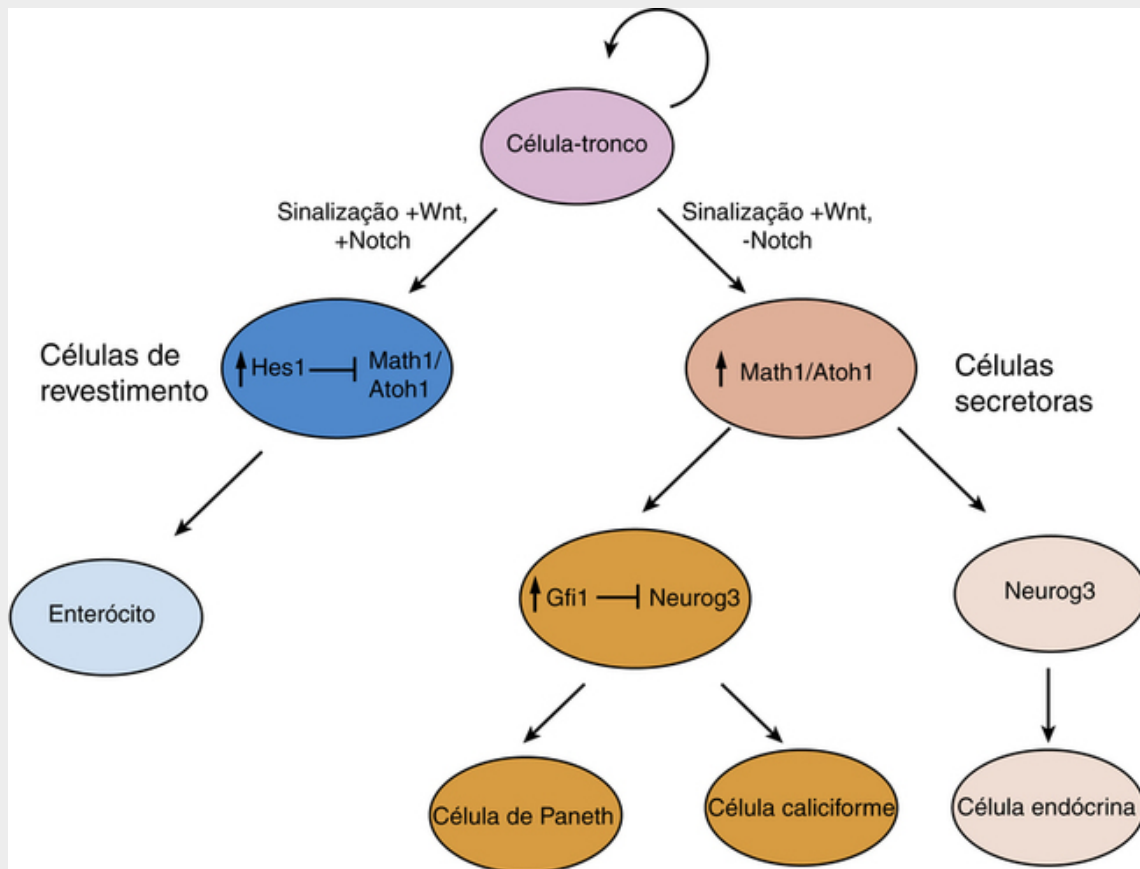 Célula-tronco
Sinalização +Wnt,
+Notch
Sinalização +Wnt,
-Notch
Células de
revestimento
Hes1
Math1/
Atoh1
Math1/Atoh1
Células
secretoras
Enterócito
Gfi1
Neurog3
Neurog3
Célula de Paneth
Célula caliciforme
Célula endócrina